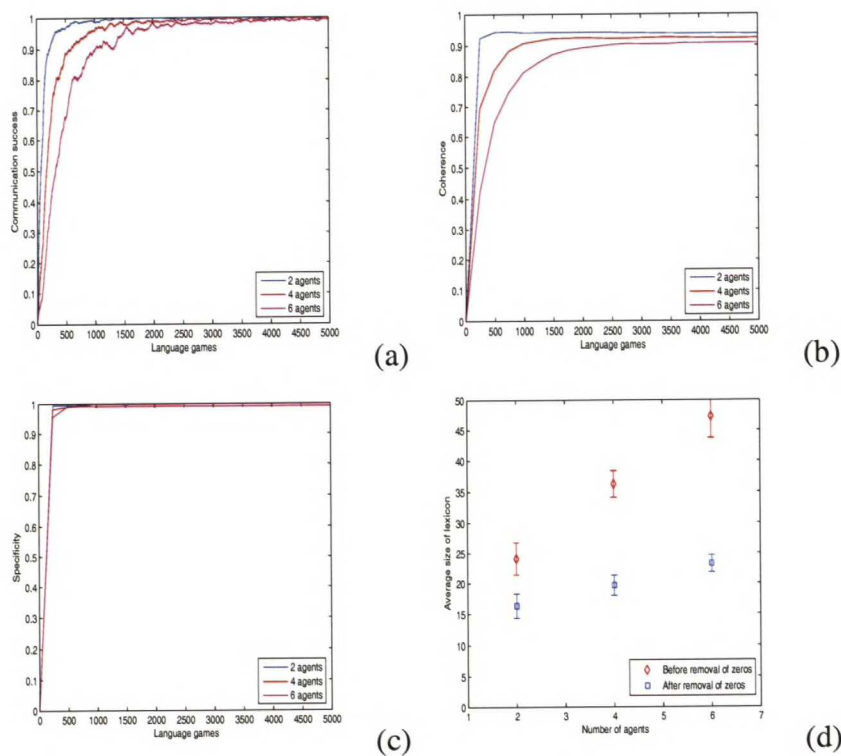 1
0.9
0.8
0.7
0.6
0.5
0.4
0.3
0.2
0.1
0
Communication success
0 500 1000 1500 2000 2500 3000 3500 4000 4500 5000
Language games
2 agents
4 agents
6 agents
(a)
1
0.9
0.8
0.7
0.6
0.5
0.4
0.3
0.2
0.1
0
Coherence
0 500 1000 1500 2000 2500 3000 3500 4000 4500 5000
Language games
2 agents
4 agents
6 agents
(b)
1
0.9
0.8
0.7
0.6
0.5
0.4
0.3
0.2
0.1
0
Specificity
0 500 1000 1500 2000 2500 3000 3500 4000 4500 5000
Language games
2 agents
4 agents
6 agents
(c)
50
45
40
35
30
25
20
15
10
5
0
Average size of lexicon
1 2 3 4 5 6 7
Number of agents
Before removal of zeros
After removal of zeros
(d)